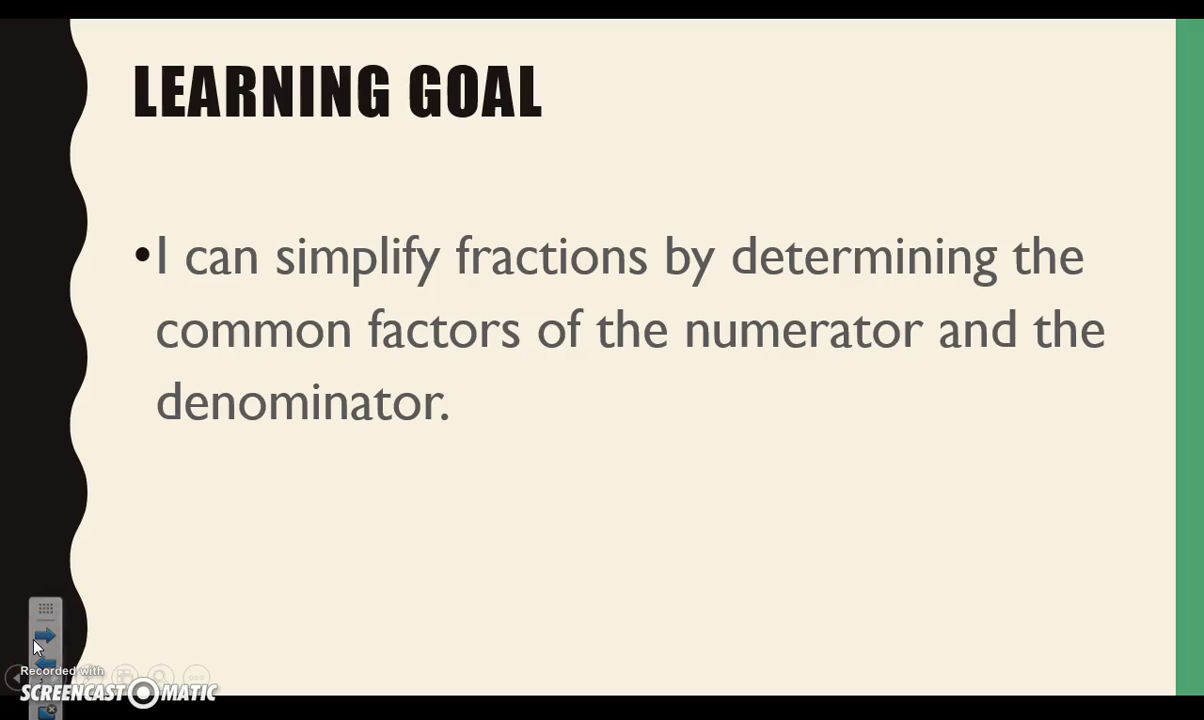 LEARNING GOAL
•I can simplify fractions by determining the
common factors of the numerator and the
denominator.
Recorded with
SCREENCAST MATIC